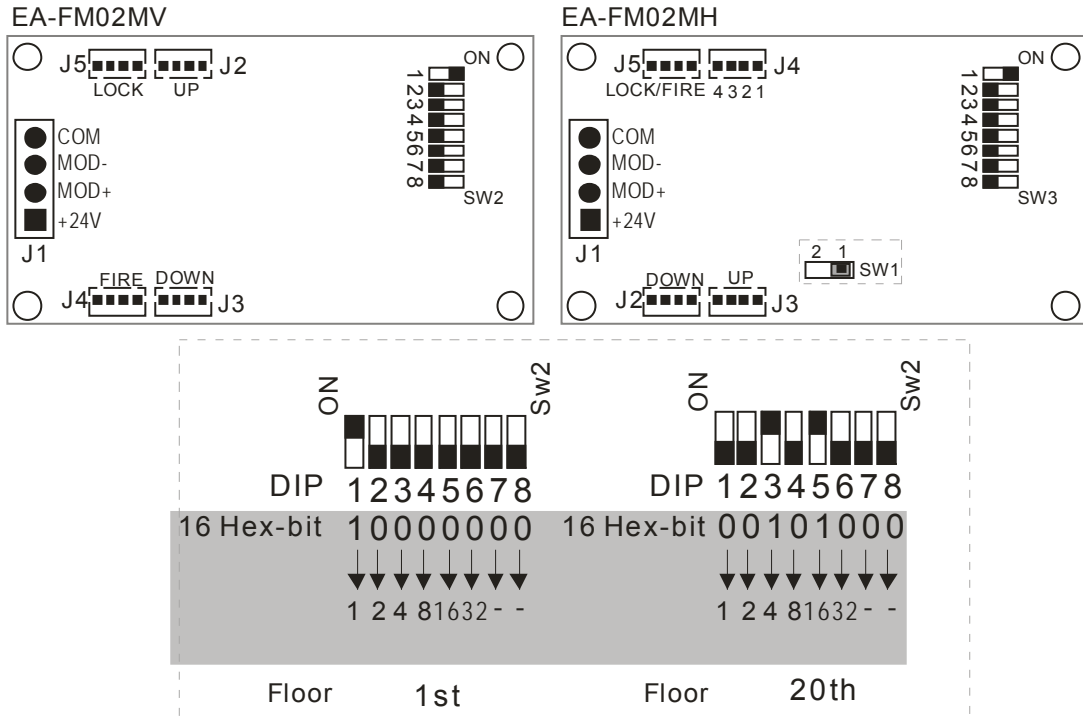 EA-FM02MV
J5
J2
LOCK UP
ON
1 2 3 4 5 6 7 8
SW2
COM
MOD-
MOD+
+24V
J1
FIRE DOWN
J4
J3
EA-FM02MH
J5
J4
LOCK/FIRE 4 3 2 1
ON
1 2 3 4 5 6 7 8
SW3
COM
MOD-
MOD+
+24V
J1
2 1
SW1
DOWN UP
J2
J3
ON
Sw2
DIP 1 2 3 4 5 6 7 8
16 Hex-bit 1 0 0 0 0 0 0 0
1 2 4 8 16 32 - -
Floor 1st
ON
Sw2
DIP 1 2 3 4 5 6 7 8
16 Hex-bit 0 0 1 0 1 0 0 0
1 2 4 8 16 32 - -
Floor 20th